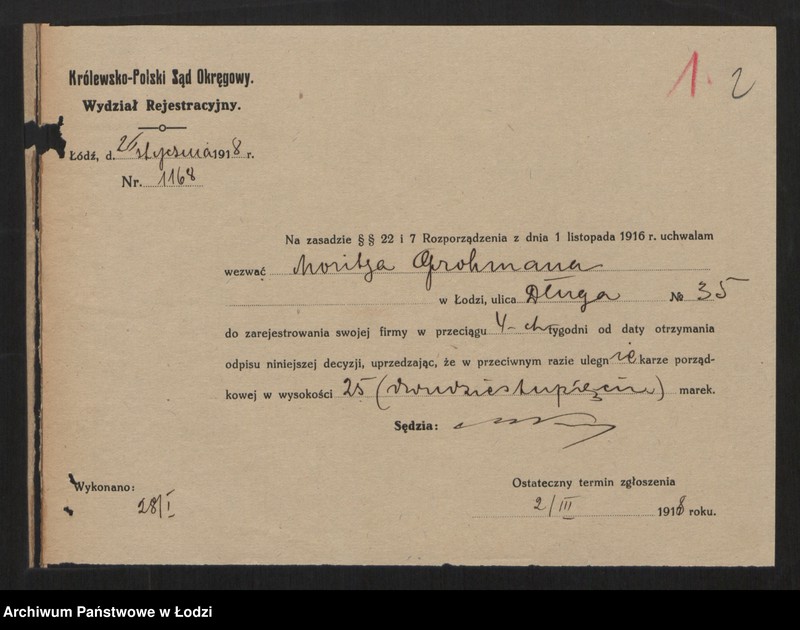 1. 2
Królewsko-Polski Sąd Okręgowy.
Wydział Rejestracyjny.
Łódź, d. stycznia 1918 r.
Nr. 1168
Na zasadzie § § 22 i 7 Rozporządzenia z dnia 1 listopada 1916 r. uchwalam
wezwać Moritza Grohmana
w Łodzi, ulica Długa № 35
do zarejestrowania swojej firmy w przeciągu 4-ch tygodni od daty otrzymania
odpisu niniejszej decyzji, uprzedzając, że w przeciwnym razie ulegnie karze porząd-
kowej w wysokości 25 (dwudziestupięciu) marek.
Sędzia:
Wykonano:
28/I
Ostateczny termin zgłoszenia
2/III 1918 roku.
Archiwum Państwowe w Łodzi